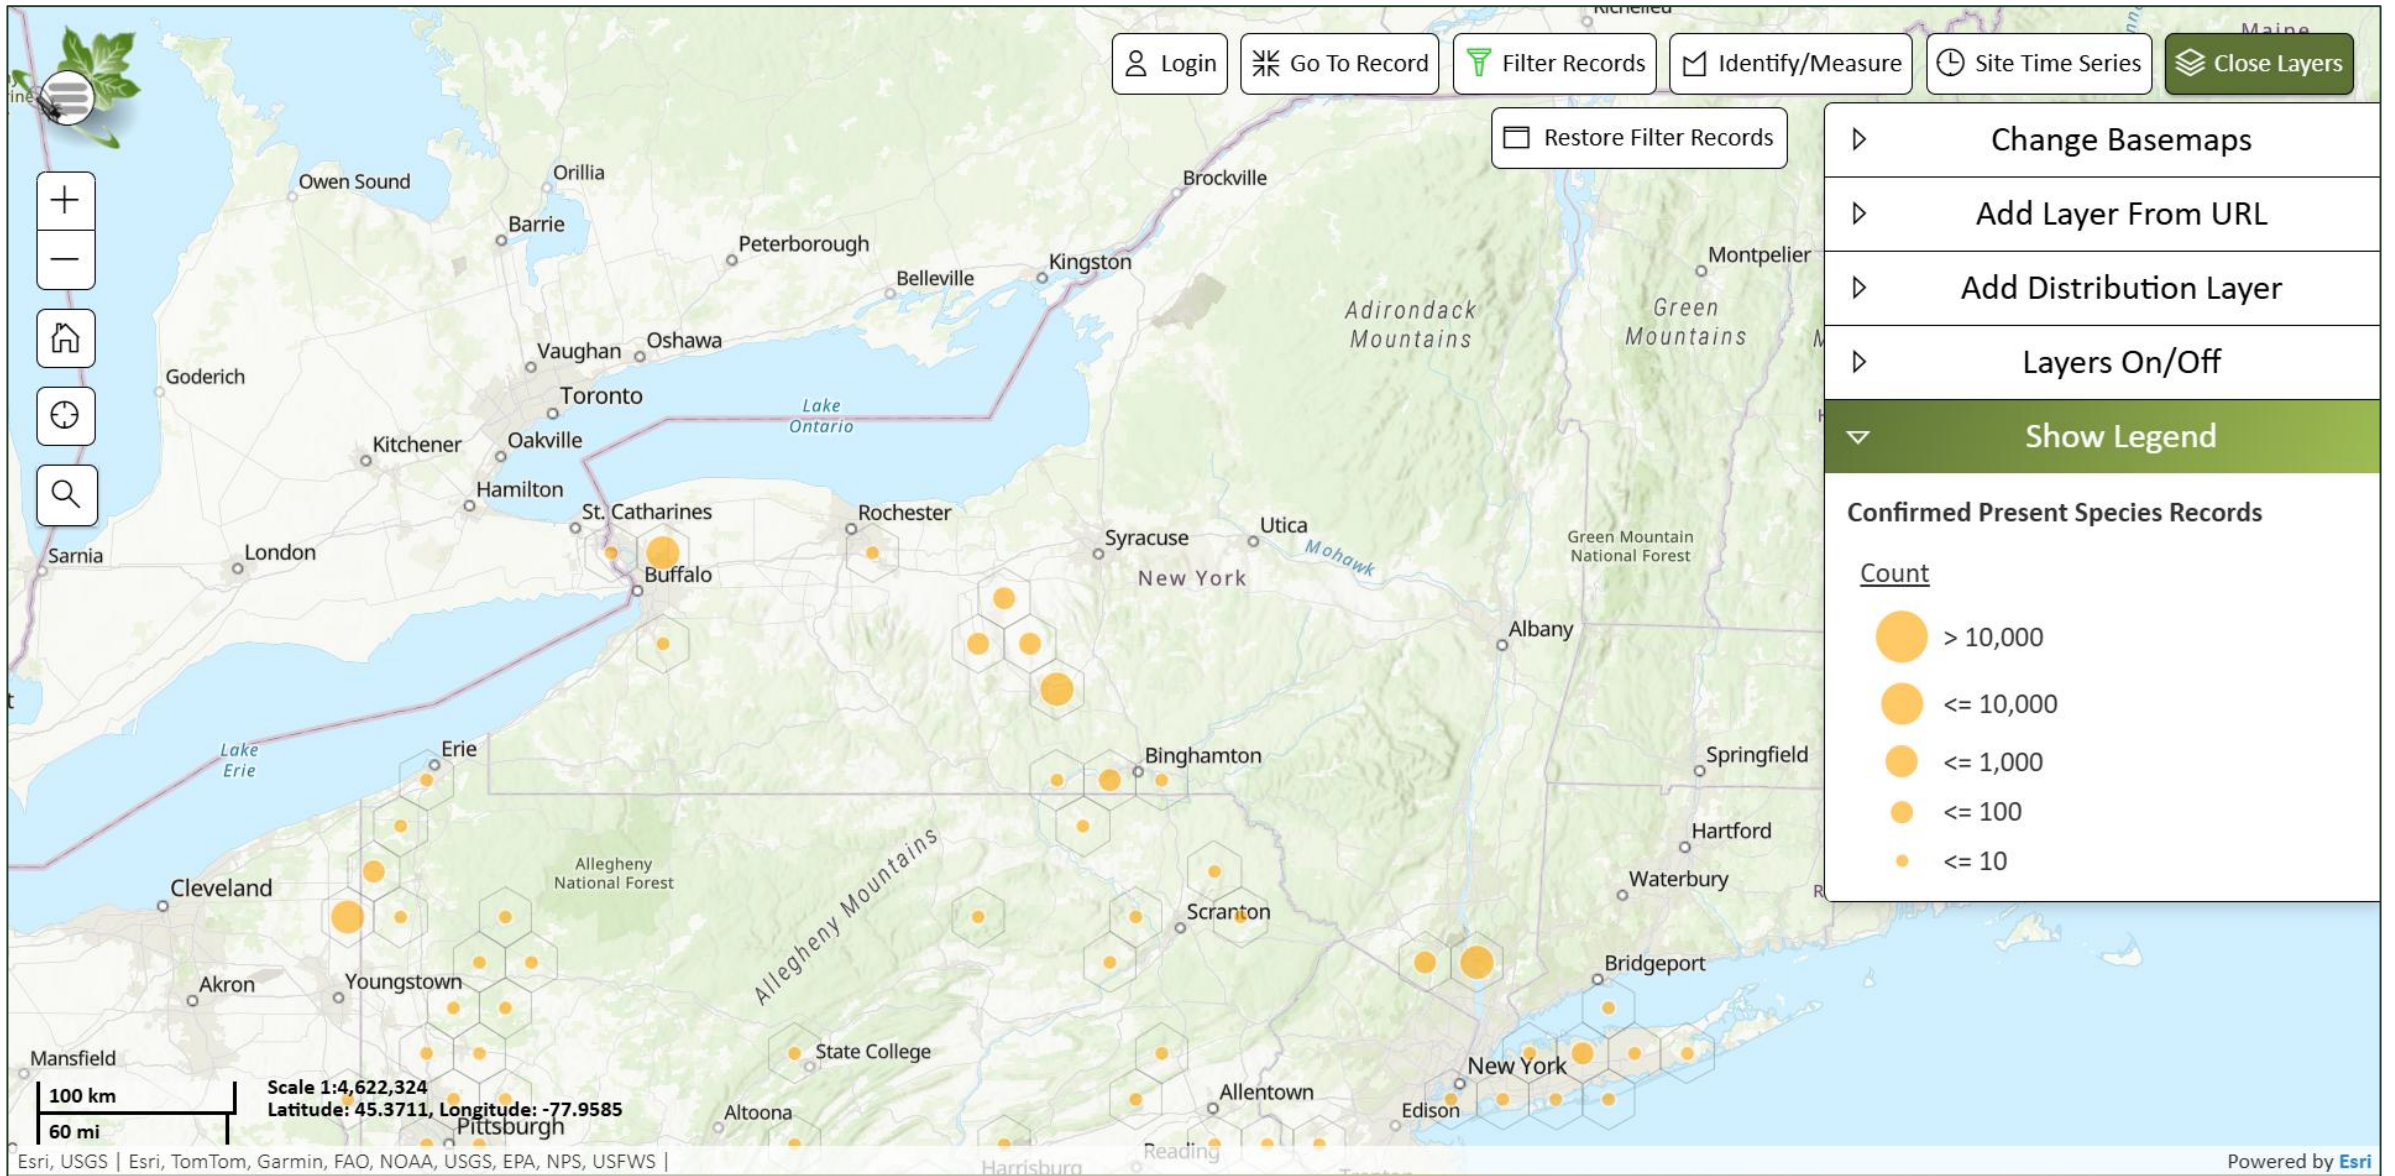 Richelieu
Maine
Login
Go To Record
Filter Records
Identify/Measure
Site Time Series
Close Layers
Restore Filter Records
Change Basemaps
Add Layer From URL
Add Distribution Layer
Layers On/Off
Show Legend
Confirmed Present Species Records
Count
> 10,000
<= 10,000
<= 1,000
<= 100
<= 10
Owen Sound
Orillia
Barrie
Peterborough
Belleville
Kingston
Brockville
Montpelier
Adirondack
Mountains
Green
Mountains
Vaughan
Oshawa
Goderich
Toronto
Lake
Ontario
Kitchener
Oakville
Hamilton
St. Catharines
Rochester
Syracuse
Utica
Mohawk
Green Mountain
National Forest
Sarnia
London
Buffalo
New York
Albany
Lake
Erie
Erie
Binghamton
Springfield
Hartford
Allegheny
National Forest
Allegheny Mountains
Cleveland
Waterbury
Scranton
Akron
Youngstown
Bridgeport
Mansfield
State College
New York
Allentown
Altoona
Edison
Pittsburgh
Reading
Harrisburg
Trenton
100 km
60 mi
Scale 1:4,622,324
Latitude: 45.3711, Longitude: -77.9585
Esri, USGS | Esri, TomTom, Garmin, FAO, NOAA, USGS, EPA, NPS, USFWS |
Powered by Esri